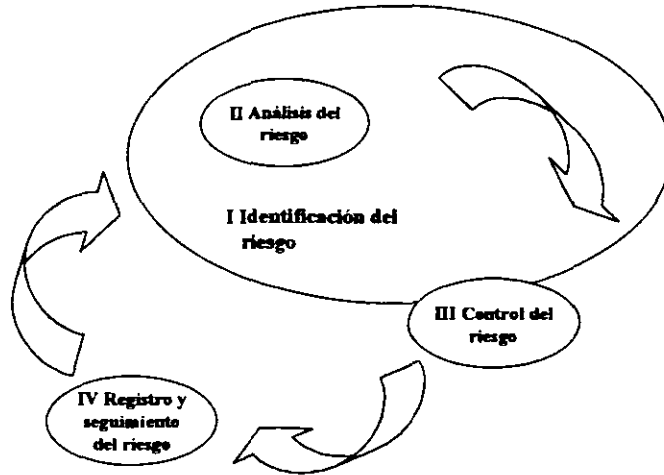 II Análisis del
riesgo
I Identificación del
riesgo
III Control del
riesgo
IV Registro y
seguimiento
del riesgo